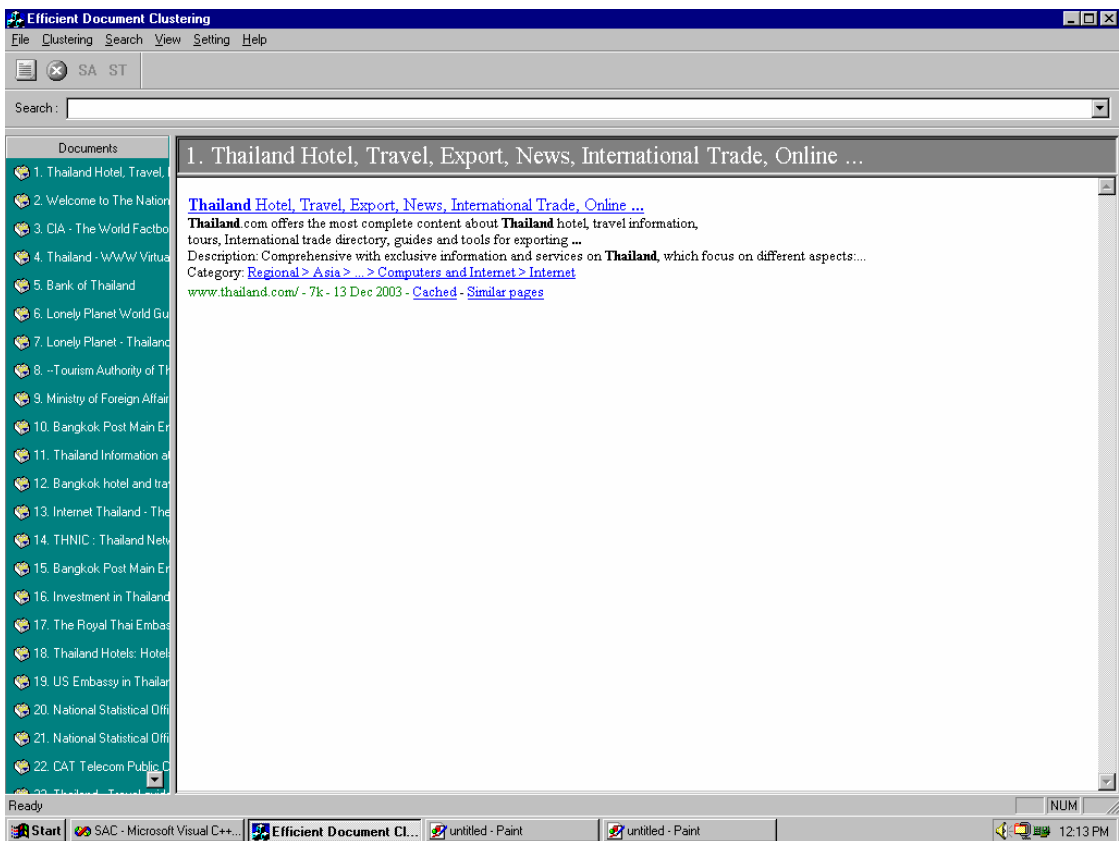 Efficient Document Clustering
File Clustering Search View Setting Help
SA ST
Search :
Documents
1. Thailand Hotel, Travel,
2. Welcome to The Nation
3. CIA - The World Factbo
4. Thailand - WWW Virtua
5. Bank of Thailand
6. Lonely Planet World Gu
7. Lonely Planet - Thailand
8. --Tourism Authority of Th
9. Ministry of Foreign Affair
10. Bangkok Post Main En
11. Thailand Information al
12. Bangkok hotel and tra
13. Internet Thailand - The
14. THNIC : Thailand Netw
15. Bangkok Post Main En
16. Investment in Thailand
17. The Royal Thai Embas
18. Thailand Hotels: Hotel
19. US Embassy in Thailan
20. National Statistical Offi
21. National Statistical Offi
22. CAT Telecom Public C
23. Thailand - Travel guid
1. Thailand Hotel, Travel, Export, News, International Trade, Online ...
Thailand Hotel, Travel, Export, News, International Trade, Online ...
Thailand.com offers the most complete content about Thailand hotel, travel information,
tours, International trade directory, guides and tools for exporting ...
Description: Comprehensive with exclusive information and services on Thailand, which focus on different aspects:...
Category: Regional > Asia > ... > Computers and Internet > Internet
www.thailand.com/ - 7k - 13 Dec 2003 - Cached - Similar pages
Ready
NUM
Start SAC - Microsoft Visual C++... Efficient Document Cl... untitled - Paint untitled - Paint 12:13 PM